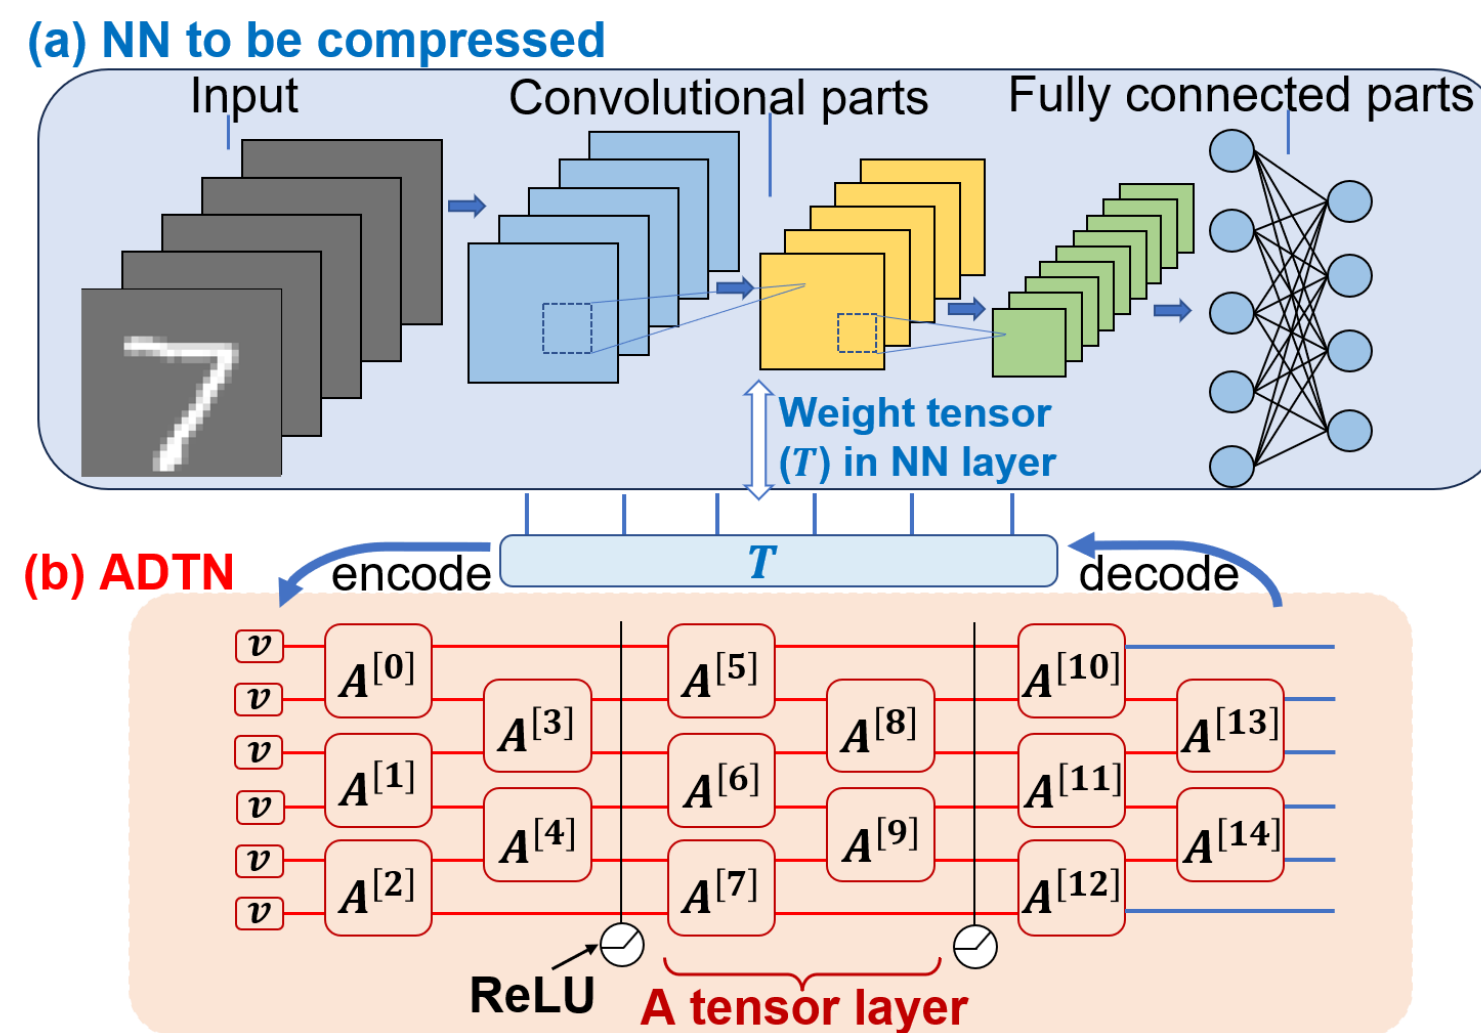 (a) NN to be compressed
Input
Convolutional parts
Fully connected parts
7
Weight tensor
(T) in NN layer
(b) ADTN
encode
T
decode
v
v
v
v
v
v
A[0]
A[1]
A[2]
A[3]
A[4]
A[5]
A[6]
A[7]
A[8]
A[9]
A[10]
A[11]
A[12]
A[13]
A[14]
ReLU
A tensor layer